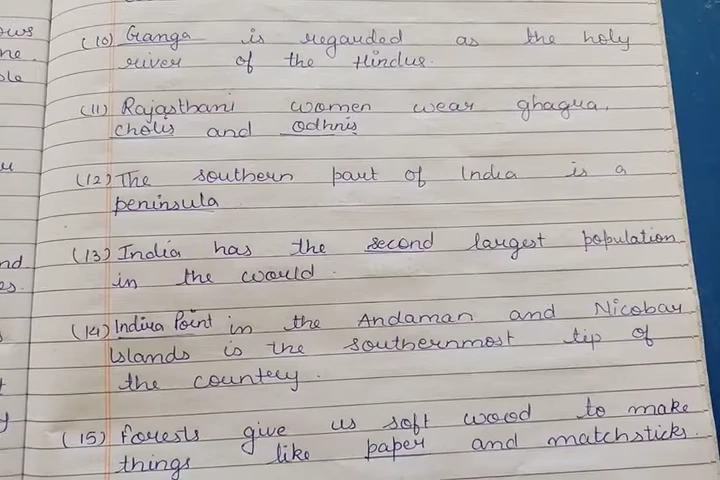 (10) Ganga is regarded as the holy
river of the Hindus.
(11) Rajasthani women wear ghagra,
cholis and odhnis
(12) The southern part of India is a
peninsula
(13) India has the second largest population
in the world.
(14) Indira Point in the Andaman and Nicobar
Islands is the southernmost tip of
the country.
(15) Forests give us soft wood to make
things like paper and matchsticks.